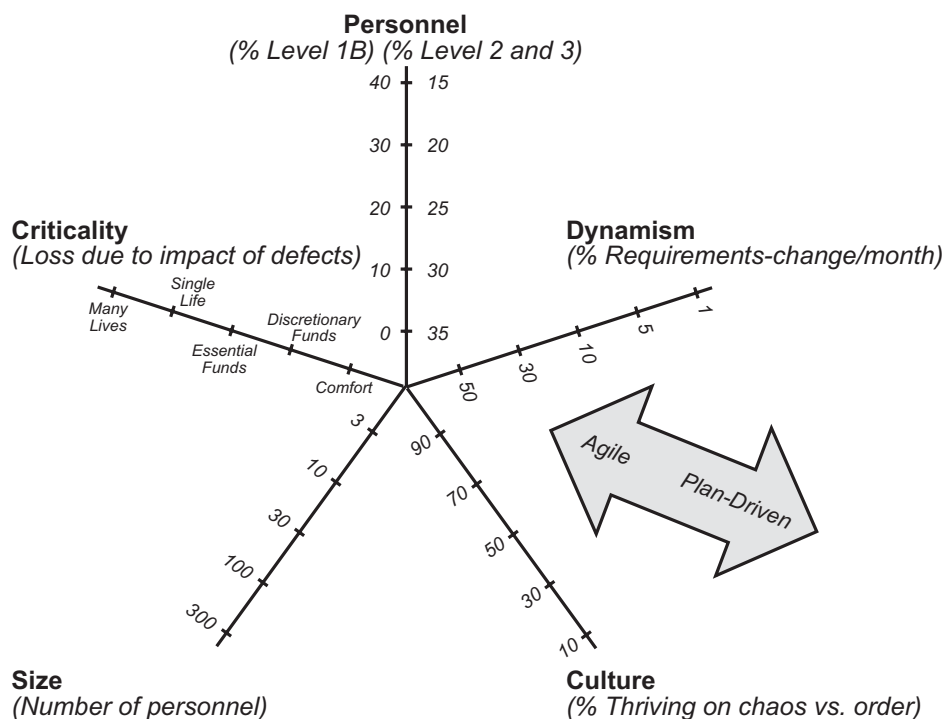 Personnel
(% Level 1B) (% Level 2 and 3)
40 15
30 20
20 25
10 30
0 35
Criticality
(Loss due to impact of defects)
Many
Lives
Single
Life
Essential
Funds
Discretionary
Funds
Comfort
Dynamism
(% Requirements-change/month)
1
5
10
30
50
3
10
30
100
300
90
70
50
30
10
Agile
Plan-Driven
Size
(Number of personnel)
Culture
(% Thriving on chaos vs. order)